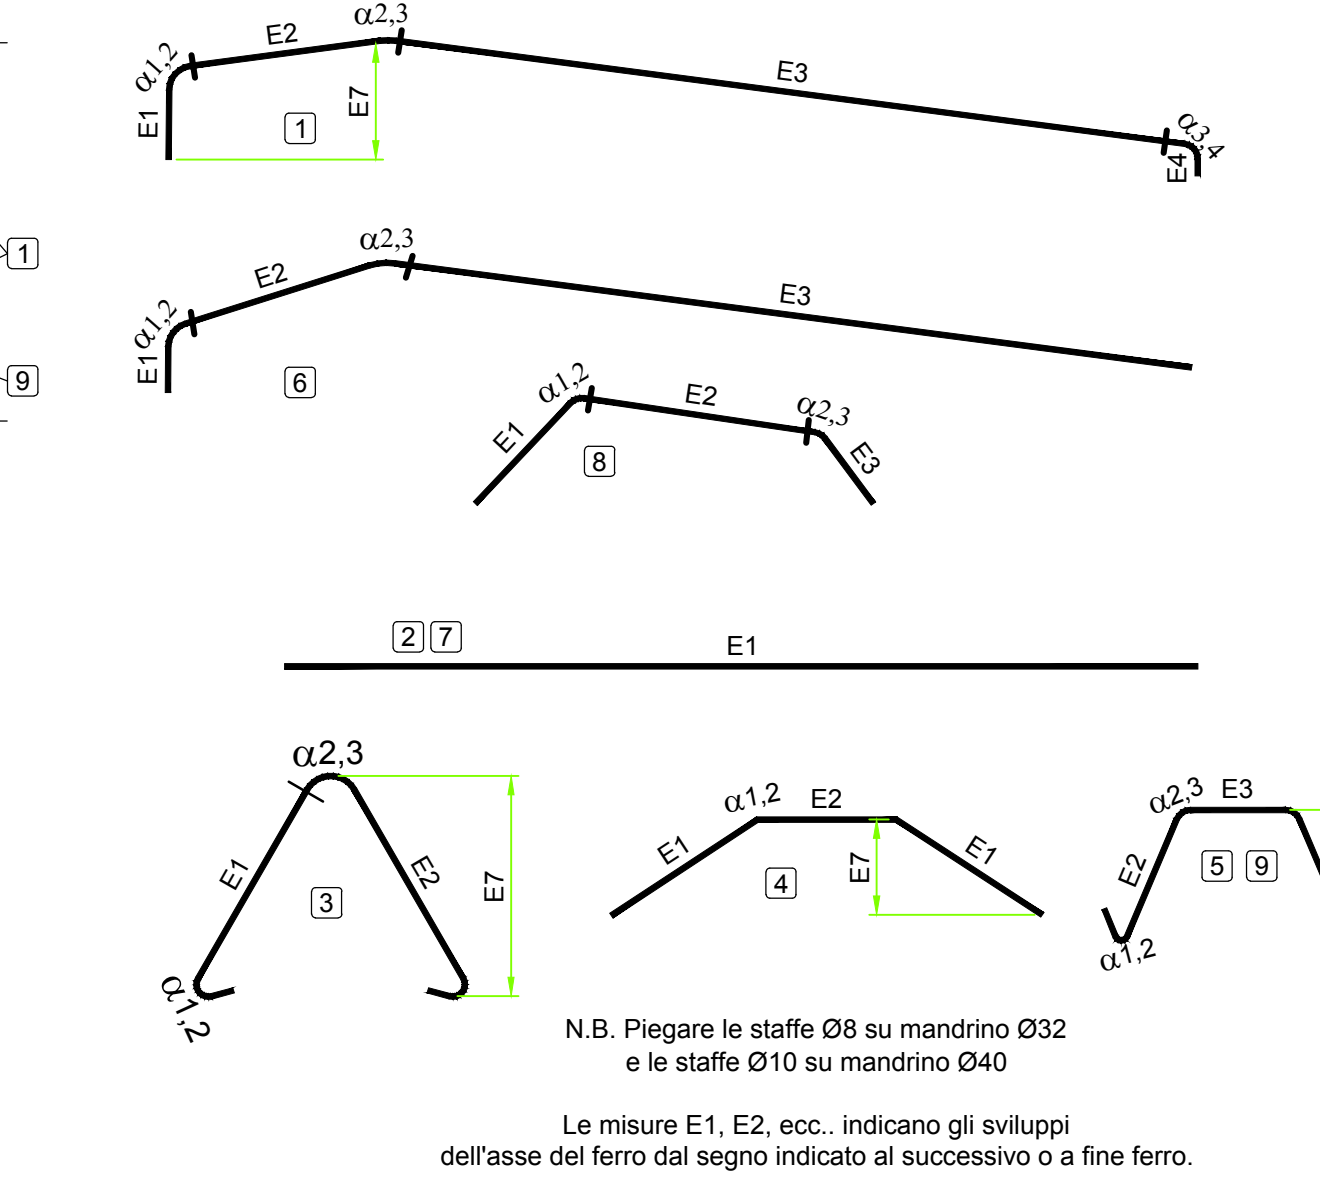 α2,3
E2
α1,2
E1
1
E7
E3
α3,4
E4
1
α2,3
E2
α1,2
E1
6
E3
9
α1,2
E2
α2,3
E1
8
E3
2 7
E1
α2,3
E1
E2
3
E7
α1,2
α1,2 E2
E1
E7
E1
4
α2,3 E3
E2
5 9
α1,2
N.B. Piegare le staffe Ø8 su mandrino Ø32
e le staffe Ø10 su mandrino Ø40
Le misure E1, E2, ecc.. indicano gli sviluppi
dell'asse del ferro dal segno indicato al successivo o a fine ferro.